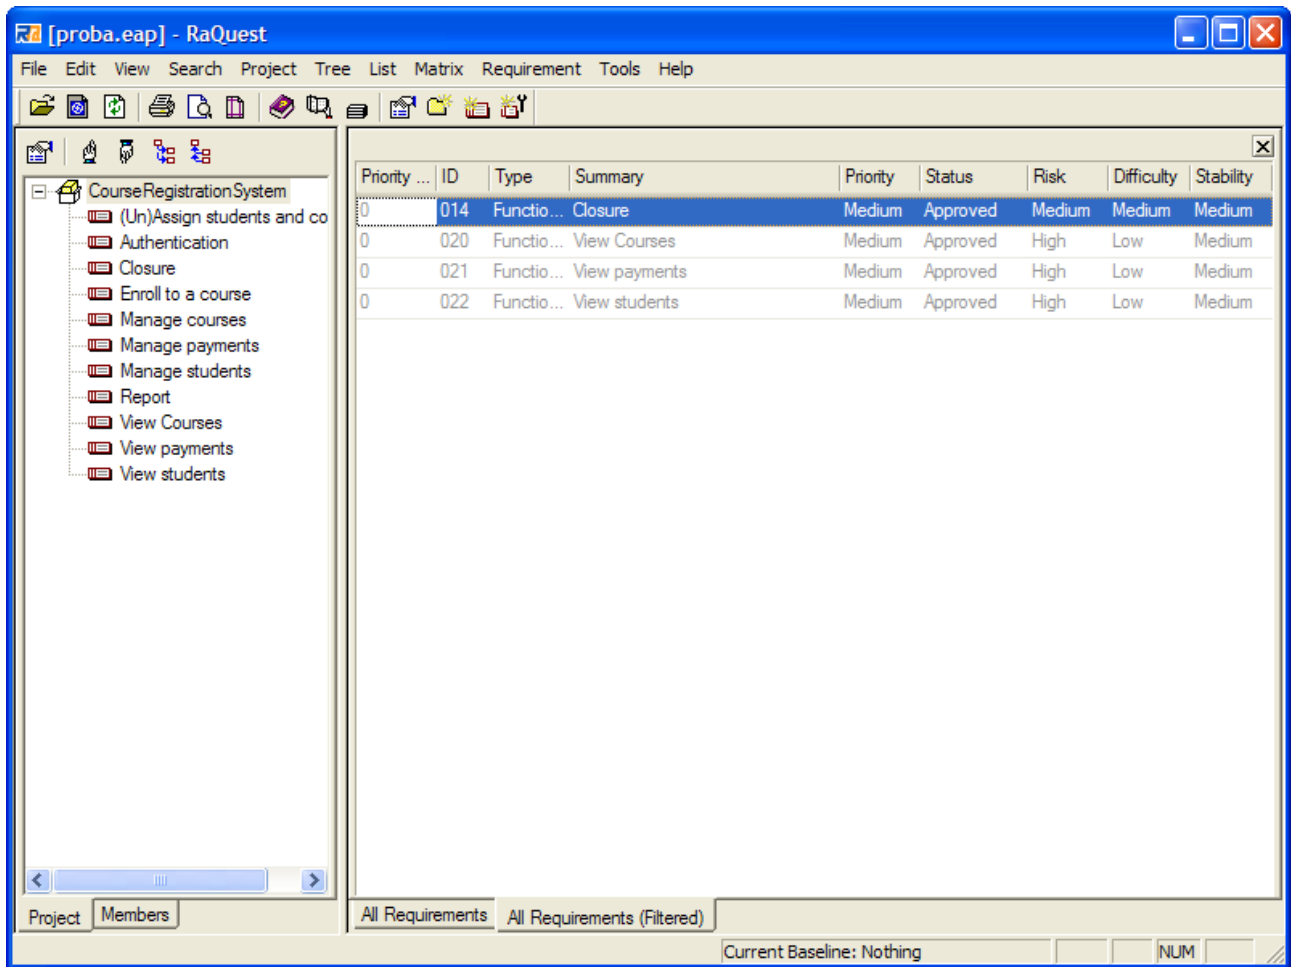 [proba.eap] - RaQuest
File Edit View Search Project Tree List Matrix Requirement Tools Help
CourseRegistrationSystem
(Un)Assign students and co
Authentication
Closure
Enroll to a course
Manage courses
Manage payments
Manage students
Report
View Courses
View payments
View students
Project Members
Priority ... ID Type Summary Priority Status Risk Difficulty Stability
0 014 Functio... Closure Medium Approved Medium Medium Medium
0 020 Functio... View Courses Medium Approved High Low Medium
0 021 Functio... View payments Medium Approved High Low Medium
0 022 Functio... View students Medium Approved High Low Medium
All Requirements All Requirements (Filtered)
Current Baseline: Nothing NUM